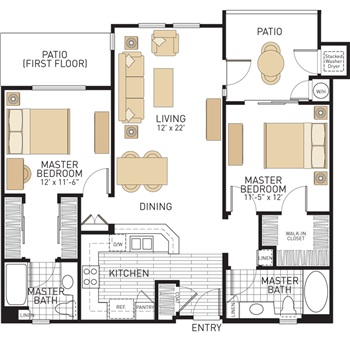 PATIO
(FIRST FLOOR)
PATIO
Stacked
Washer
Dryer
W/H
LIVING
12' x 22'
MASTER
BEDROOM
12' x 11'-6"
MASTER
BEDROOM
11'-5" x 12'
DINING
WALK-IN
CLOSET
D/W
LINEN
KITCHEN
LINEN
MASTER
BATH
REF.
PANTRY
LINEN
MASTER
BATH
ENTRY